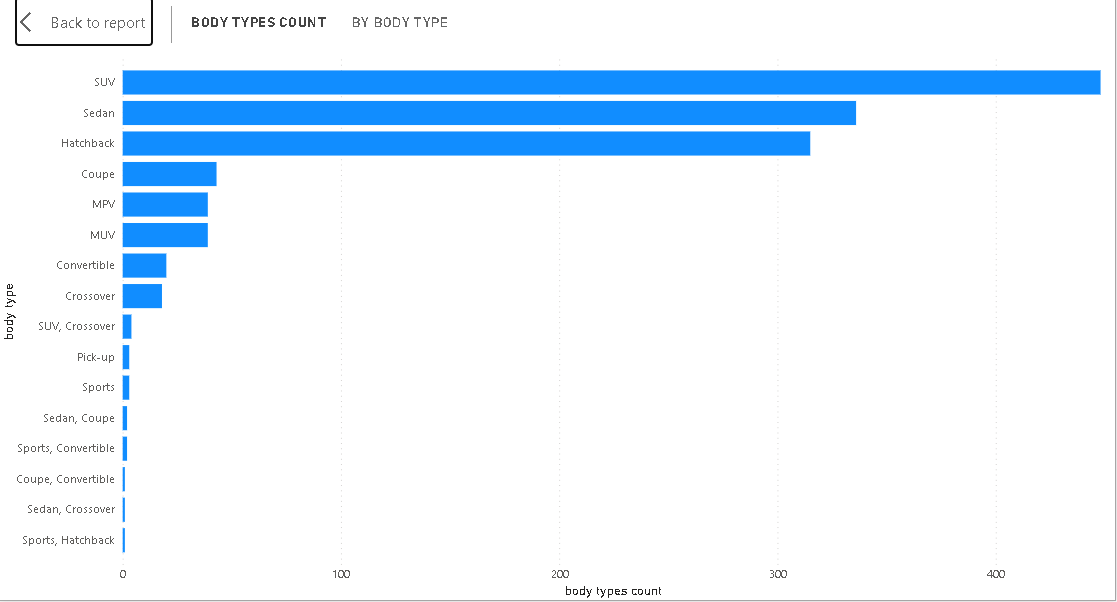 Back to report
BODY TYPES COUNT
BY BODY TYPE
SUV
Sedan
Hatchback
Coupe
MPV
MUV
Convertible
Crossover
SUV, Crossover
Pick-up
Sports
Sedan, Coupe
Sports, Convertible
Coupe, Convertible
Sedan, Crossover
Sports, Hatchback
body type
0 100 200 300 400
body types count